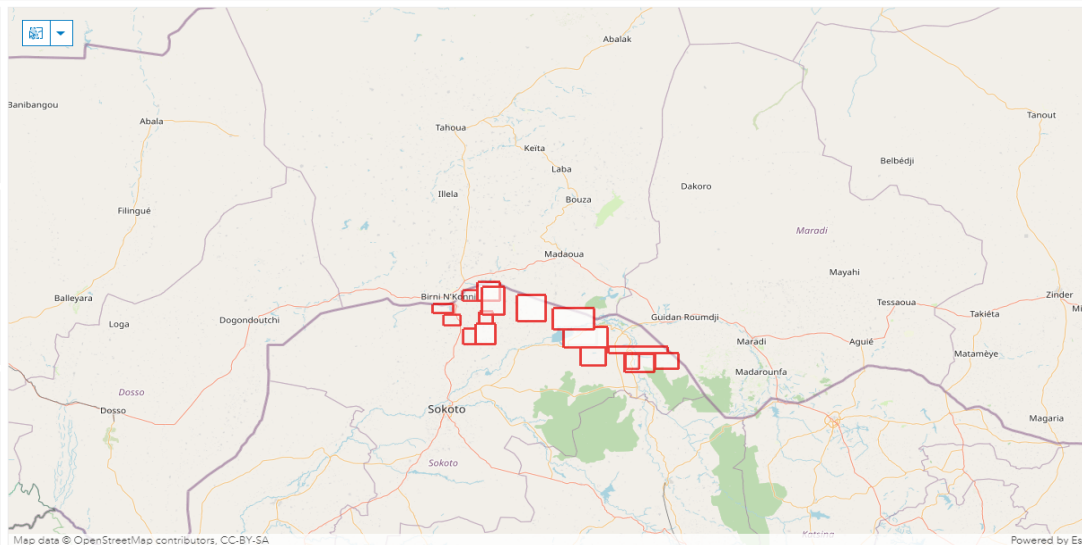 Abalak
Banibangou
Abala
Tanout
Tahoua
Keïta
Belbédji
Laba
Dakoro
Illela
Bouza
Filingué
Maradi
Madaoua
Mayahi
Balleyara
Birni N'Konni
Zinder
Tessaoua
Takiéta
Loga
Dogondoutchi
Guidan Roumdji
Maradi
Aguié
Matamèye
Madarounfa
Dosso
Dosso
Sokoto
Magaria
Sokoto
Katsina
Map data © OpenStreetMap contributors, CC-BY-SA
Powered by Es